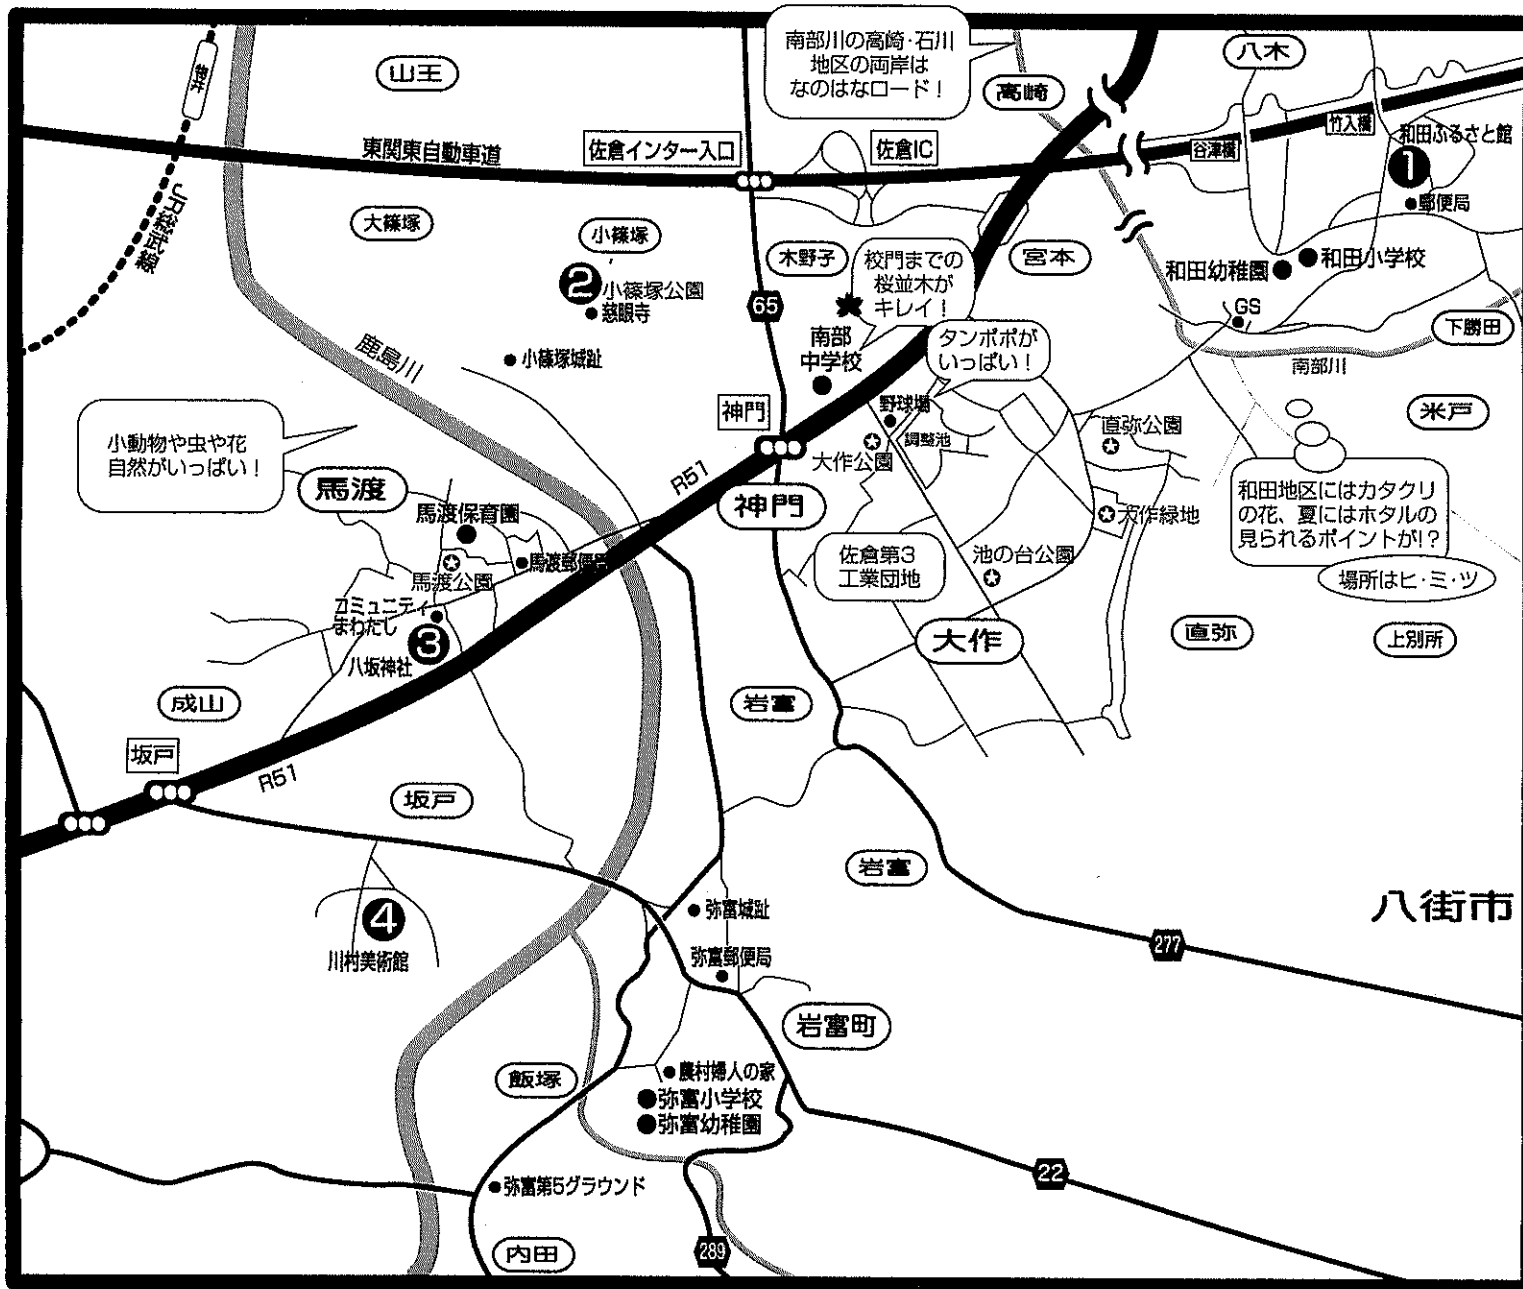 南部川の高崎・石川
地区の両岸は
なのはなロード！
山王
高崎
八木
東関東自動車道
佐倉インター入口
佐倉IC
谷津橋
竹入橋
和田ふるさと館
1
郵便局
JR総武線
大篠塚
小篠塚
木野子
校門までの
桜並木が
キレイ！
宮本
和田幼稚園
和田小学校
2
小篠塚公園
慈眼寺
65
GS
下勝田
鹿島川
小篠塚城趾
南部
中学校
タンポポが
いっぱい！
南部川
神門
野球場
調整池
大作公園
直弥公園
米戸
小動物や虫や花
自然がいっぱい！
馬渡
R51
神門
和田地区にはカタクリ
の花、夏にはホタルの
見られるポイントが!?
場所はヒ・ミ・ツ
馬渡保育園
馬渡公園
馬渡郵便局
佐倉第3
工業団地
池の台公園
大作緑地
コミュニティ
まわたし
3
八坂神社
大作
直弥
上別所
成山
岩富
坂戸
R51
坂戸
岩富
八街市
4
川村美術館
弥富城趾
弥富郵便局
277
岩富町
飯塚
農村婦人の家
弥富小学校
弥富幼稚園
22
弥富第5グラウンド
内田
289